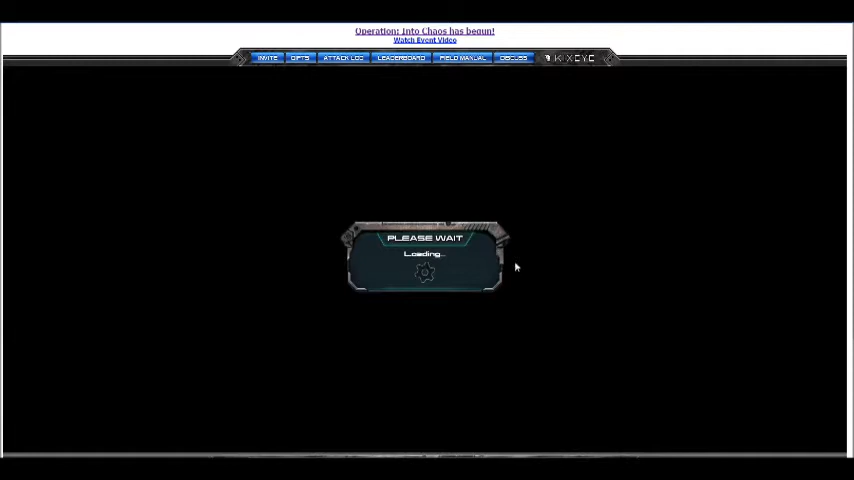 Operation: Into Chaos has begun!
Watch Event Video
INVITE GIFTS ATTACK LOG LEADERBOARD FIELD MANUAL DISCUSS KIXEYE
PLEASE WAIT
Loading...